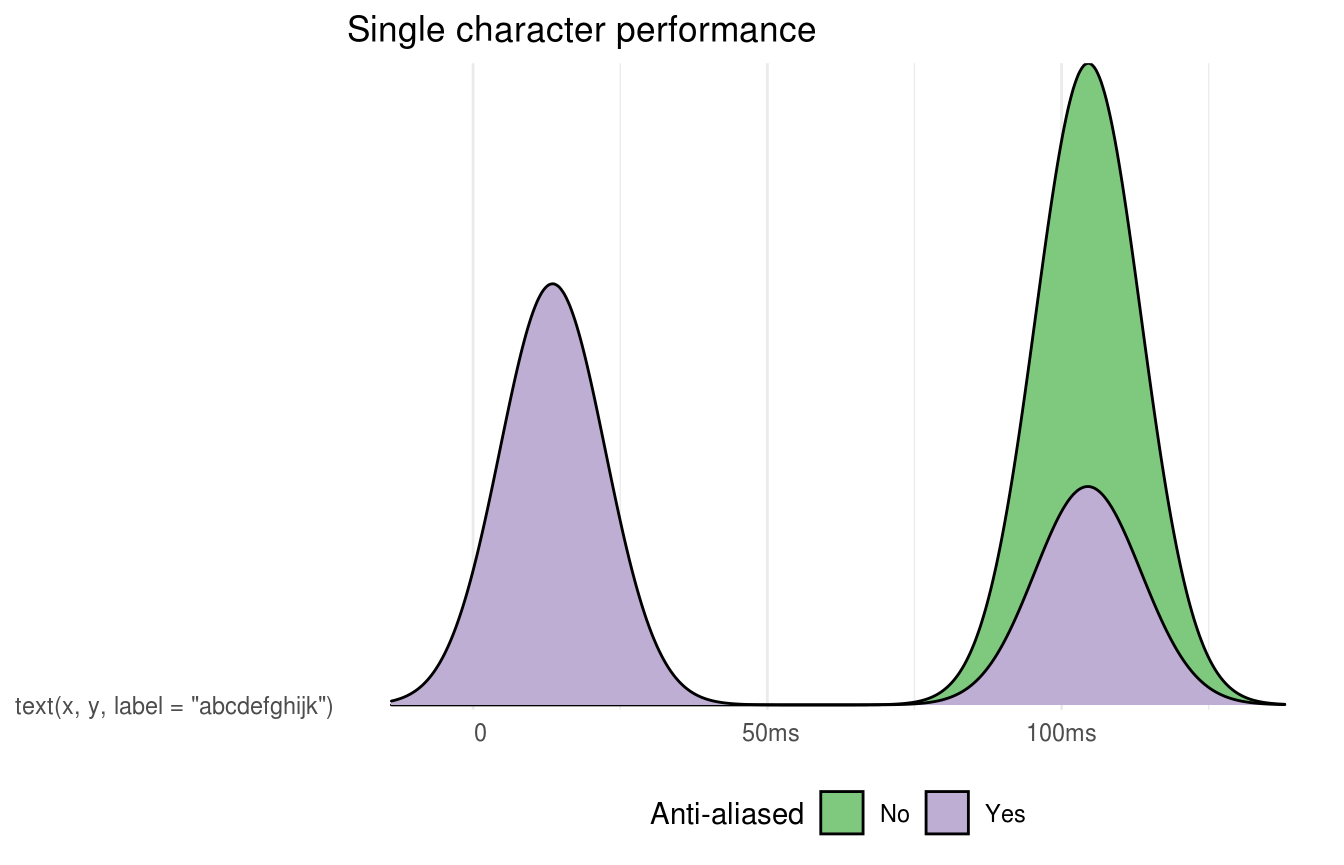 Single character performance
text(x, y, label = "abcdefghijk")
0 50ms 100ms
Anti-aliased No Yes